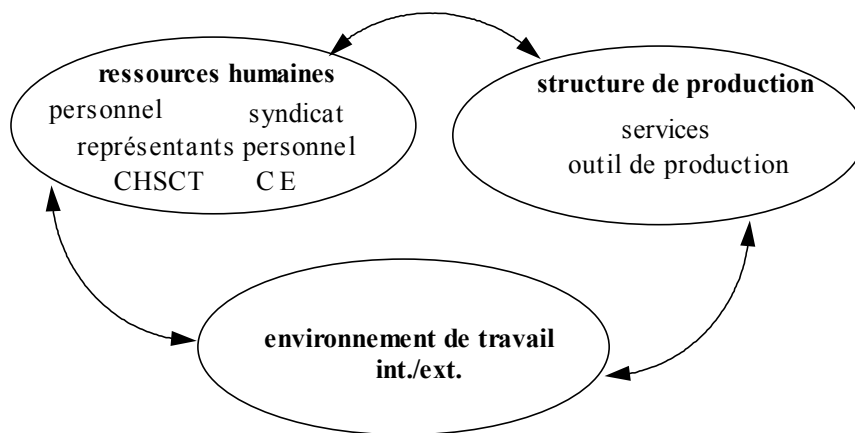 ressources humaines
personnel syndicat
représentants personnel
CHSCT C E
structure de production
services
outil de production
environnement de travail
int./ext.